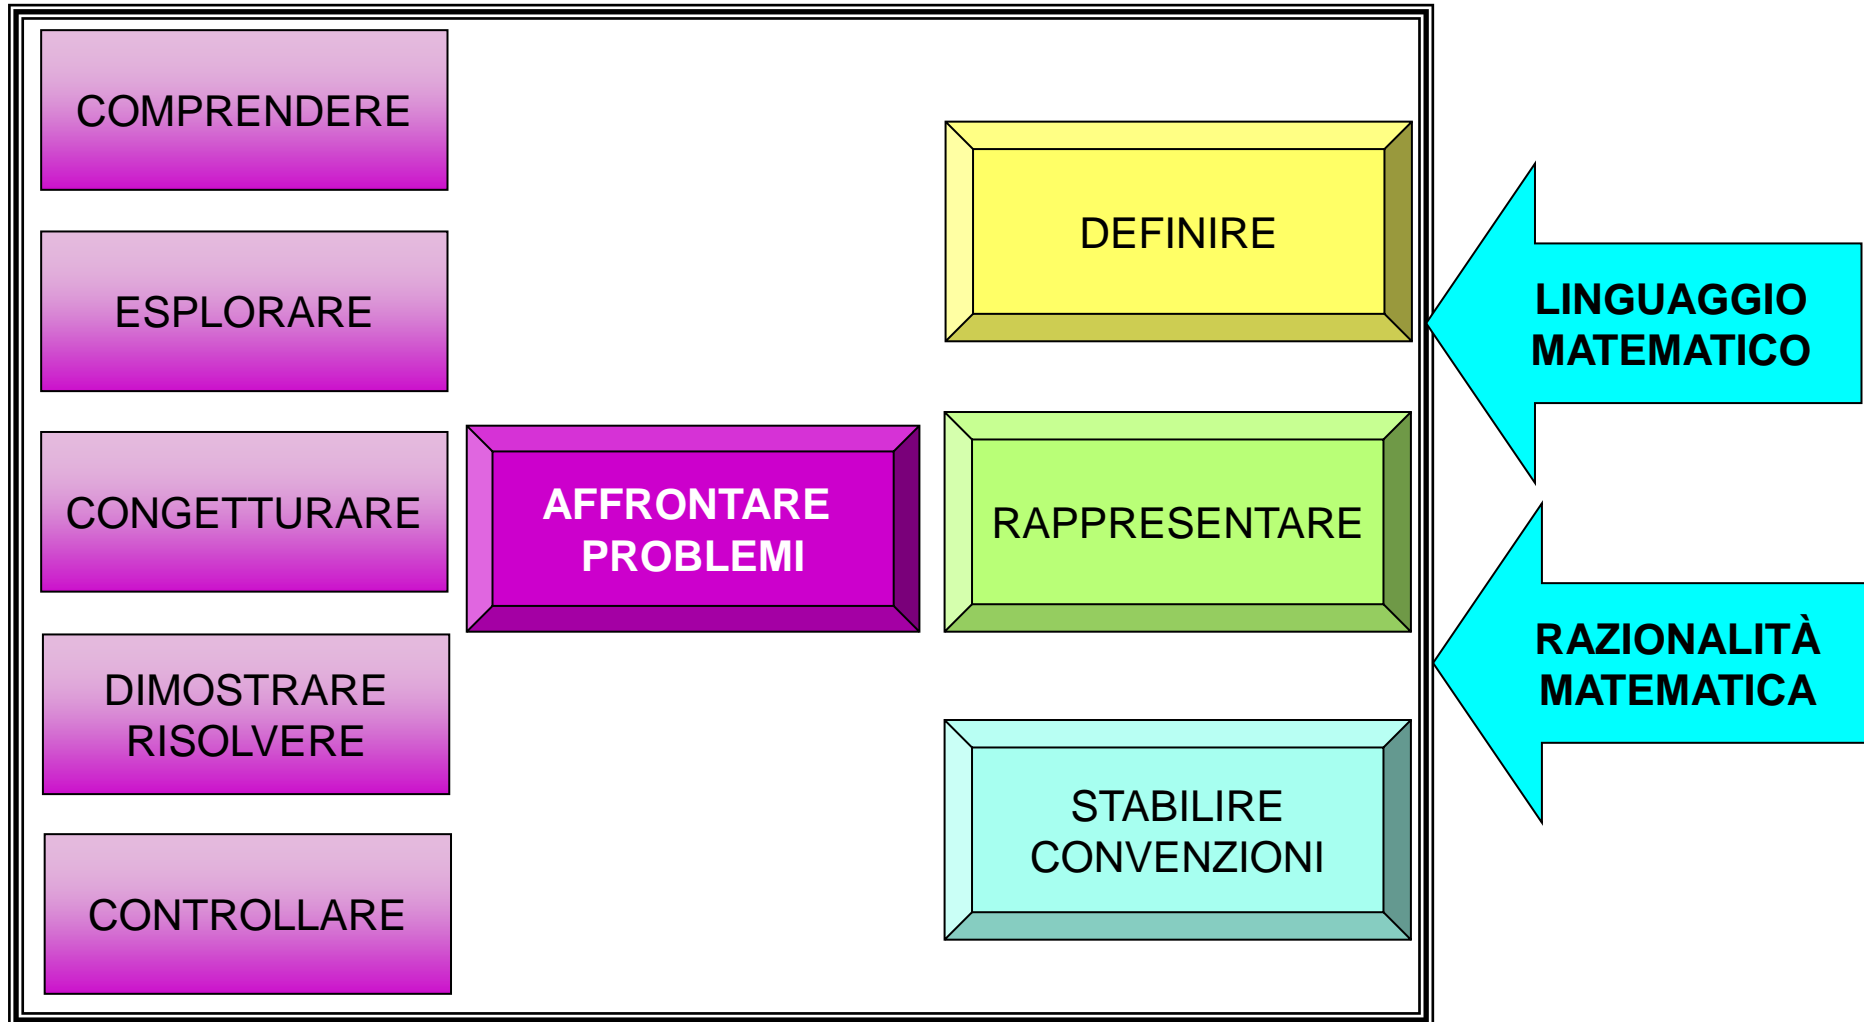 COMPRENDERE
ESPLORARE
CONGETTURARE
DIMOSTRARE
RISOLVERE
CONTROLLARE
AFFRONTARE
PROBLEMI
DEFINIRE
RAPPRESENTARE
STABILIRE
CONVENZIONI
LINGUAGGIO
MATEMATICO
RAZIONALITÀ
MATEMATICA